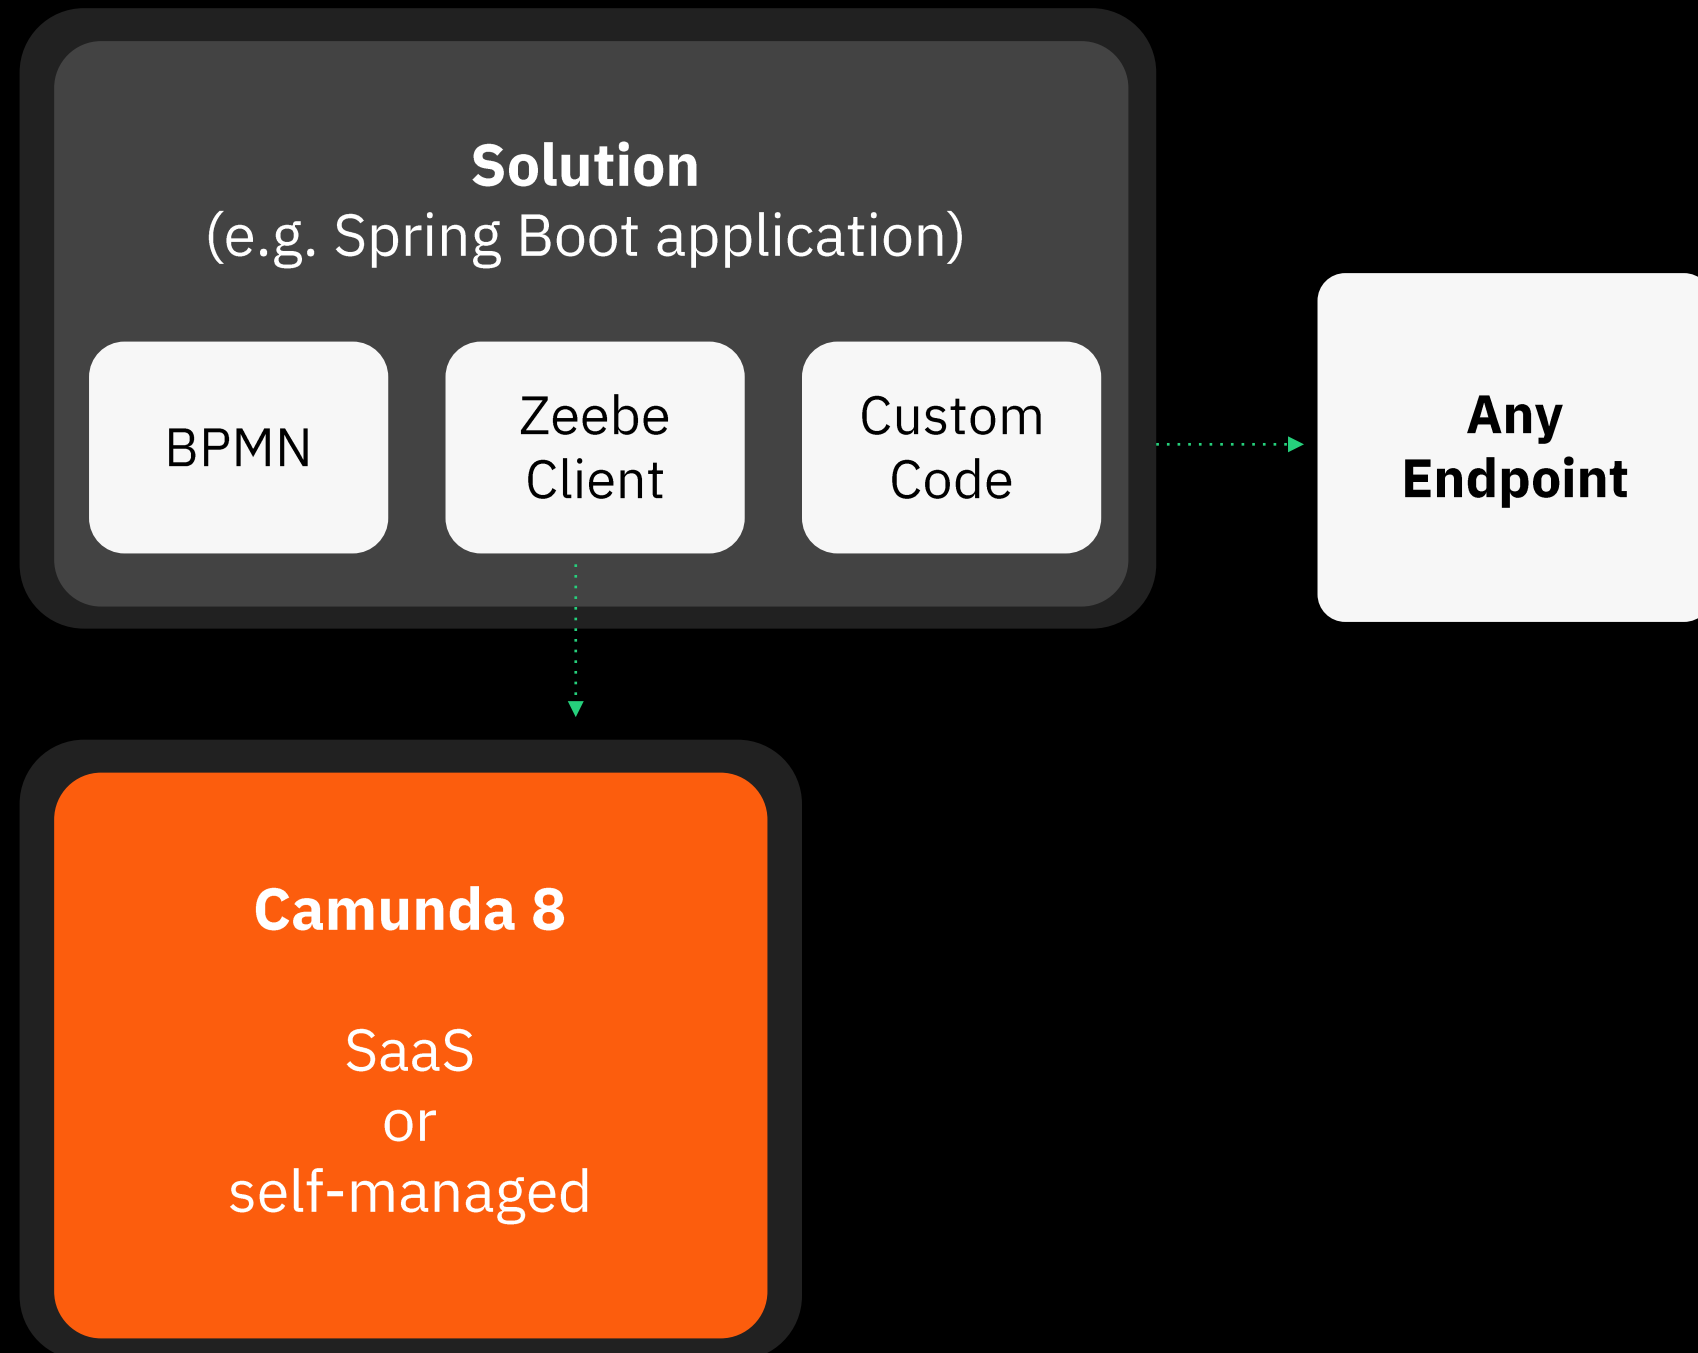 Solution
(e.g. Spring Boot application)
BPMN
Zeebe
Client
Custom
Code
Any
Endpoint
Camunda 8
SaaS
or
self-managed